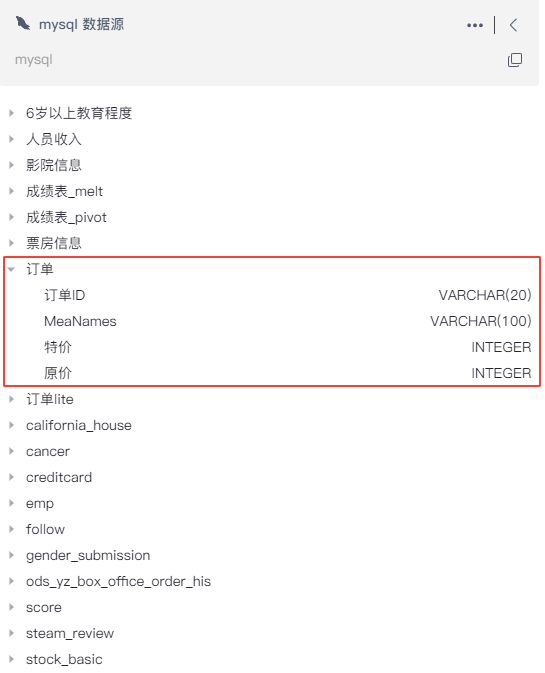 mysql 数据源
mysql
6岁以上教育程度
人员收入
影院信息
成绩表_melt
成绩表_pivot
票房信息
订单
订单ID VARCHAR(20)
MeaNames VARCHAR(100)
特价 INTEGER
原价 INTEGER
订单lite
california_house
cancer
creditcard
emp
follow
gender_submission
ods_yz_box_office_order_his
score
steam_review
stock_basic